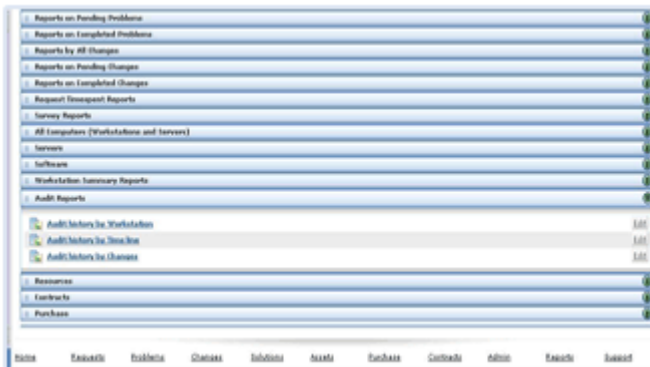 Reports on Pending Problems
Reports on Completed Problems
Reports by All Changes
Reports on Pending Changes
Reports on Completed Changes
Request Timespent Reports
Survey Reports
All Computers (Workstations and Servers)
Servers
Software
Workstation Summary Reports
Audit Reports
Audit history by Workstation Edit
Audit history by Time line Edit
Audit history by Changes Edit
Resources
Contracts
Purchase
Home Requests Problems Changes Solutions Assets Purchase Contracts Admin Reports Support